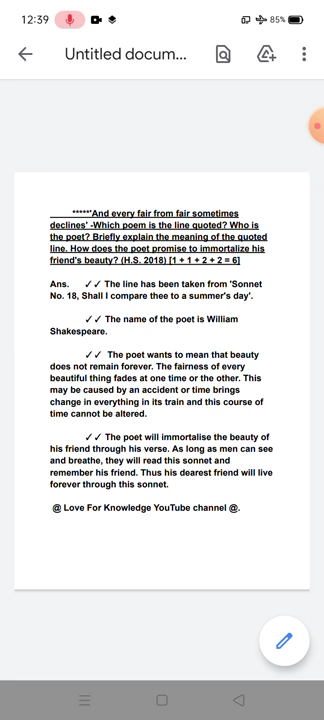 12:39
85%
Untitled docum...
*****'And every fair from fair sometimes
declines' -Which poem is the line quoted? Who is
the poet? Briefly explain the meaning of the quoted
line. How does the poet promise to immortalize his
friend's beauty? (H.S. 2018) [1 + 1 + 2 + 2 = 6]
Ans. ✓✓ The line has been taken from 'Sonnet
No. 18, Shall I compare thee to a summer's day'.
✓✓ The name of the poet is William
Shakespeare.
✓✓ The poet wants to mean that beauty
does not remain forever. The fairness of every
beautiful thing fades at one time or the other. This
may be caused by an accident or time brings
change in everything in its train and this course of
time cannot be altered.
✓✓ The poet will immortalise the beauty of
his friend through his verse. As long as men can see
and breathe, they will read this sonnet and
remember his friend. Thus his dearest friend will live
forever through this sonnet.
@ Love For Knowledge YouTube channel @.